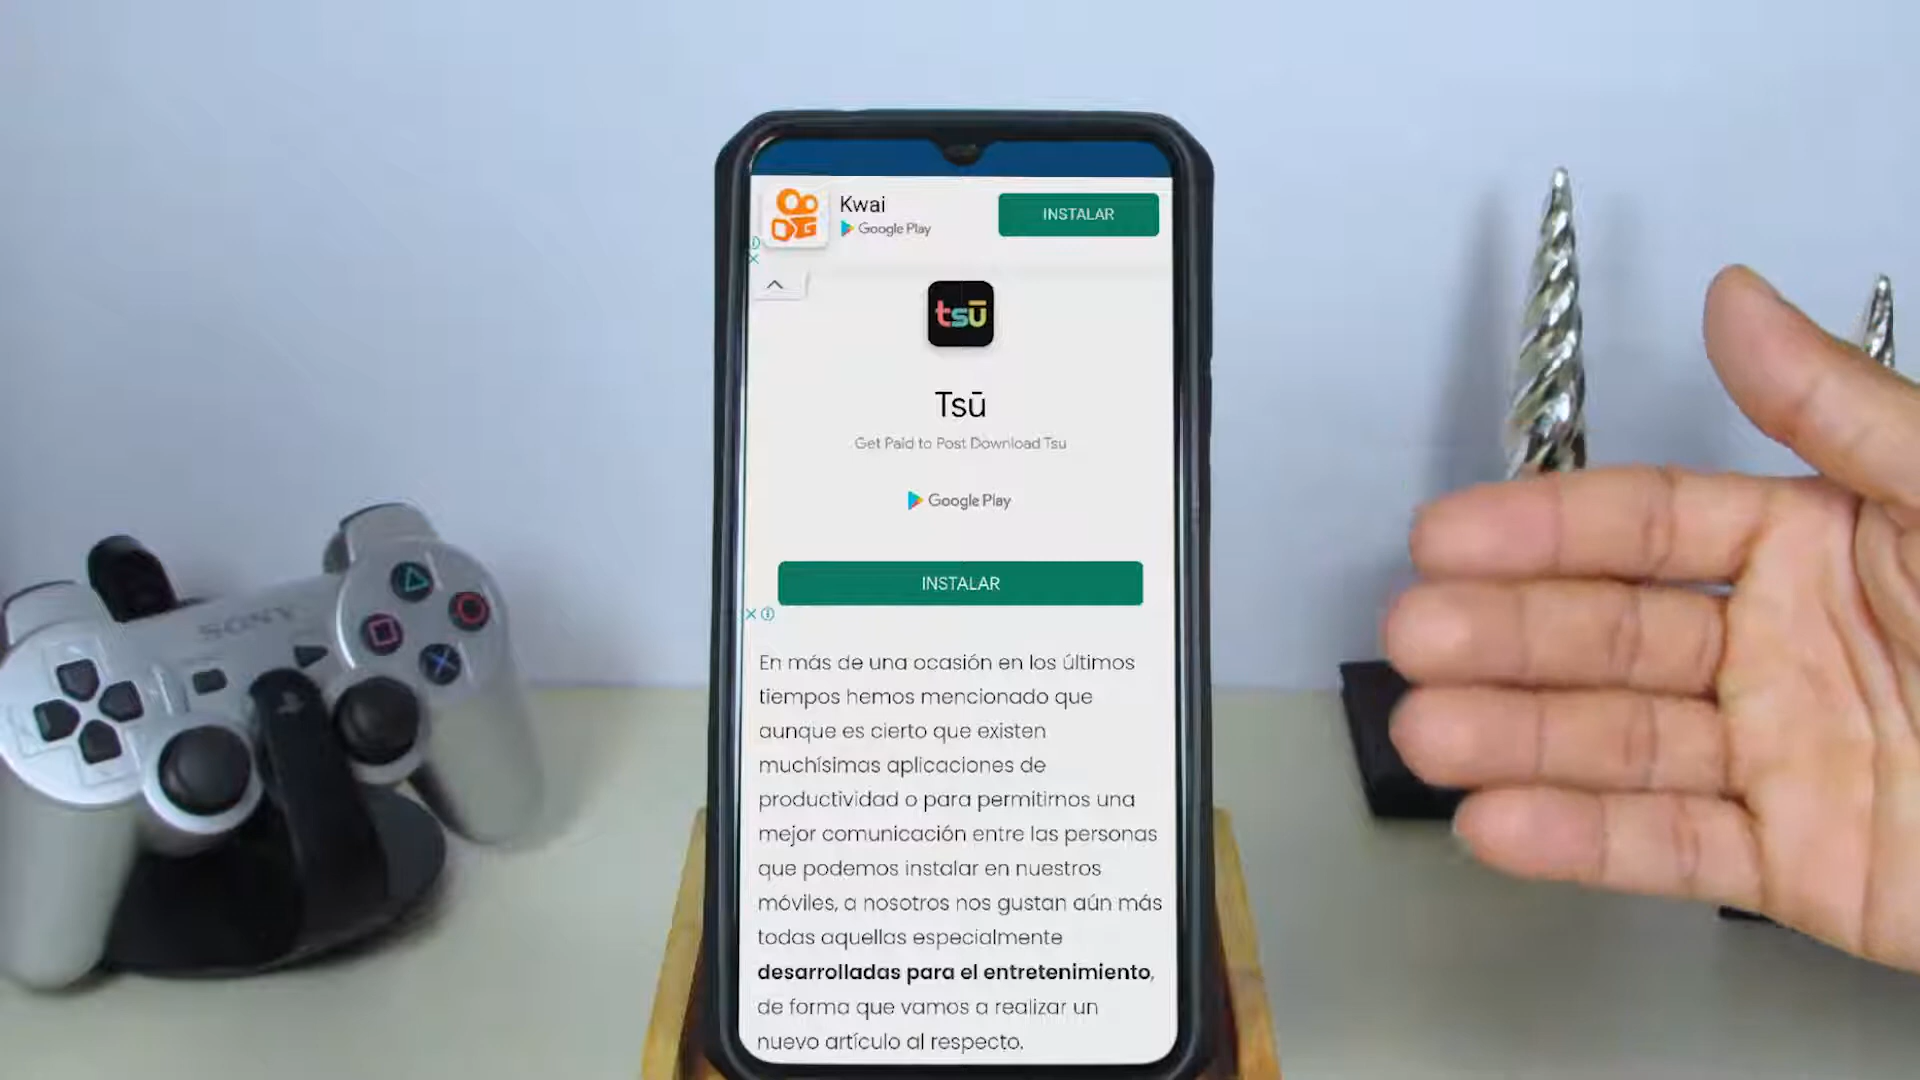 Kwai
Google Play
INSTALAR
tsū
Tsū
Get Paid to Post Download Tsu
Google Play
INSTALAR
En más de una ocasión en los últimos
tiempos hemos mencionado que
aunque es cierto que existen
muchísimas aplicaciones de
productividad o para permitirnos una
mejor comunicación entre las personas
que podemos instalar en nuestros
móviles, a nosotros nos gustan aún más
todas aquellas especialmente
desarrolladas para el entretenimiento,
de forma que vamos a realizar un
nuevo artículo al respecto.
SONY